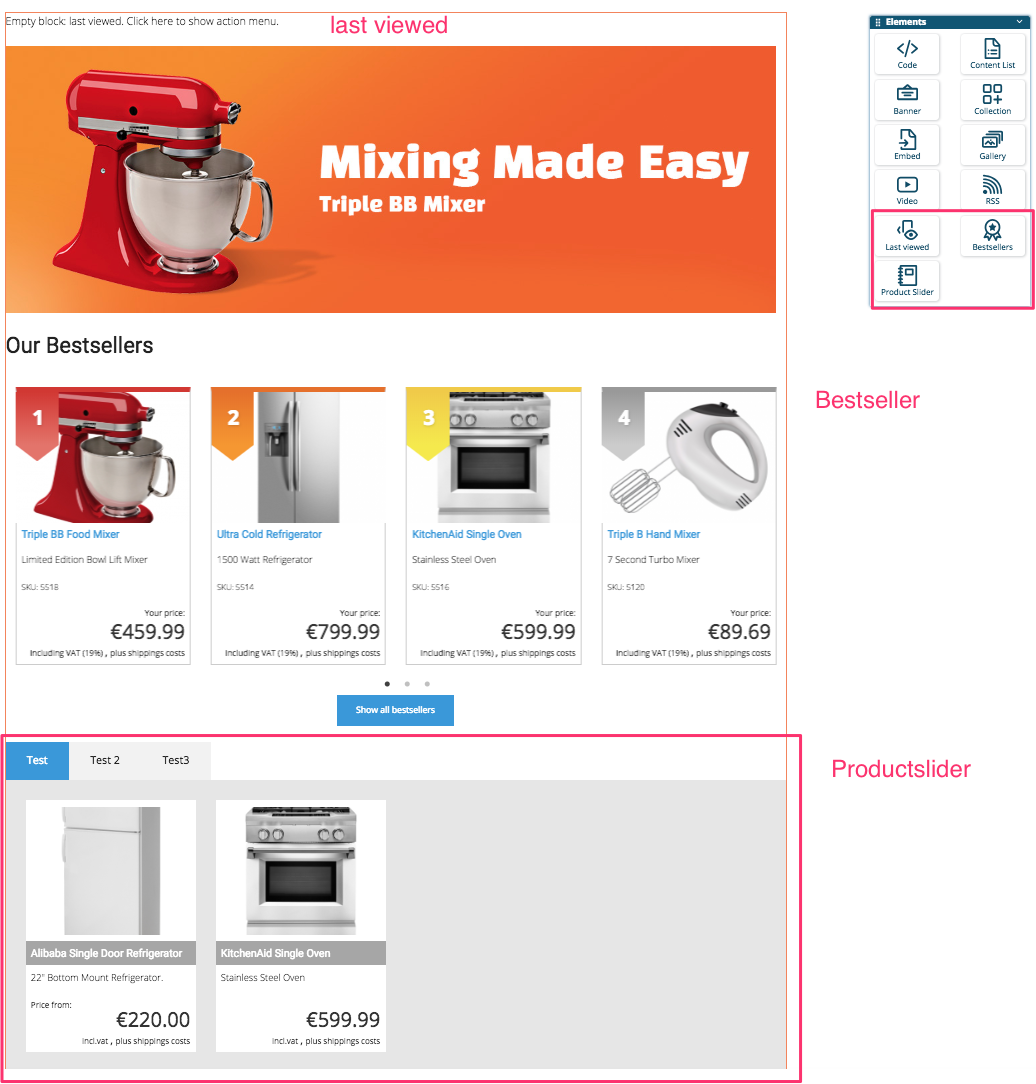 Empty block: last viewed. Click here to show action menu.
last viewed
Elements
Code
Content List
Banner
Collection
Embed
Gallery
Video
RSS
Last viewed
Bestsellers
Product Slider
Mixing Made Easy
Triple BB Mixer
Our Bestsellers
Bestseller
1
2
3
4
Triple BB Food Mixer
Limited Edition Bowl Lift Mixer
SKU: 5518
Your price:
€459.99
Including VAT (19%) , plus shippings costs
Ultra Cold Refrigerator
1500 Watt Refrigerator
SKU: 5514
Your price:
€799.99
Including VAT (19%) , plus shippings costs
KitchenAid Single Oven
Stainless Steel Oven
SKU: 5516
Your price:
€599.99
Including VAT (19%) , plus shippings costs
Triple B Hand Mixer
7 Second Turbo Mixer
SKU: 5120
Your price:
€89.69
Including VAT (19%) , plus shippings costs
Show all bestsellers
Test
Test 2
Test3
Productslider
Alibaba Single Door Refrigerator
22" Bottom Mount Refrigerator.
Price from:
€220.00
incl.vat , plus shippings costs
KitchenAid Single Oven
Stainless Steel Oven
€599.99
incl.vat , plus shippings costs